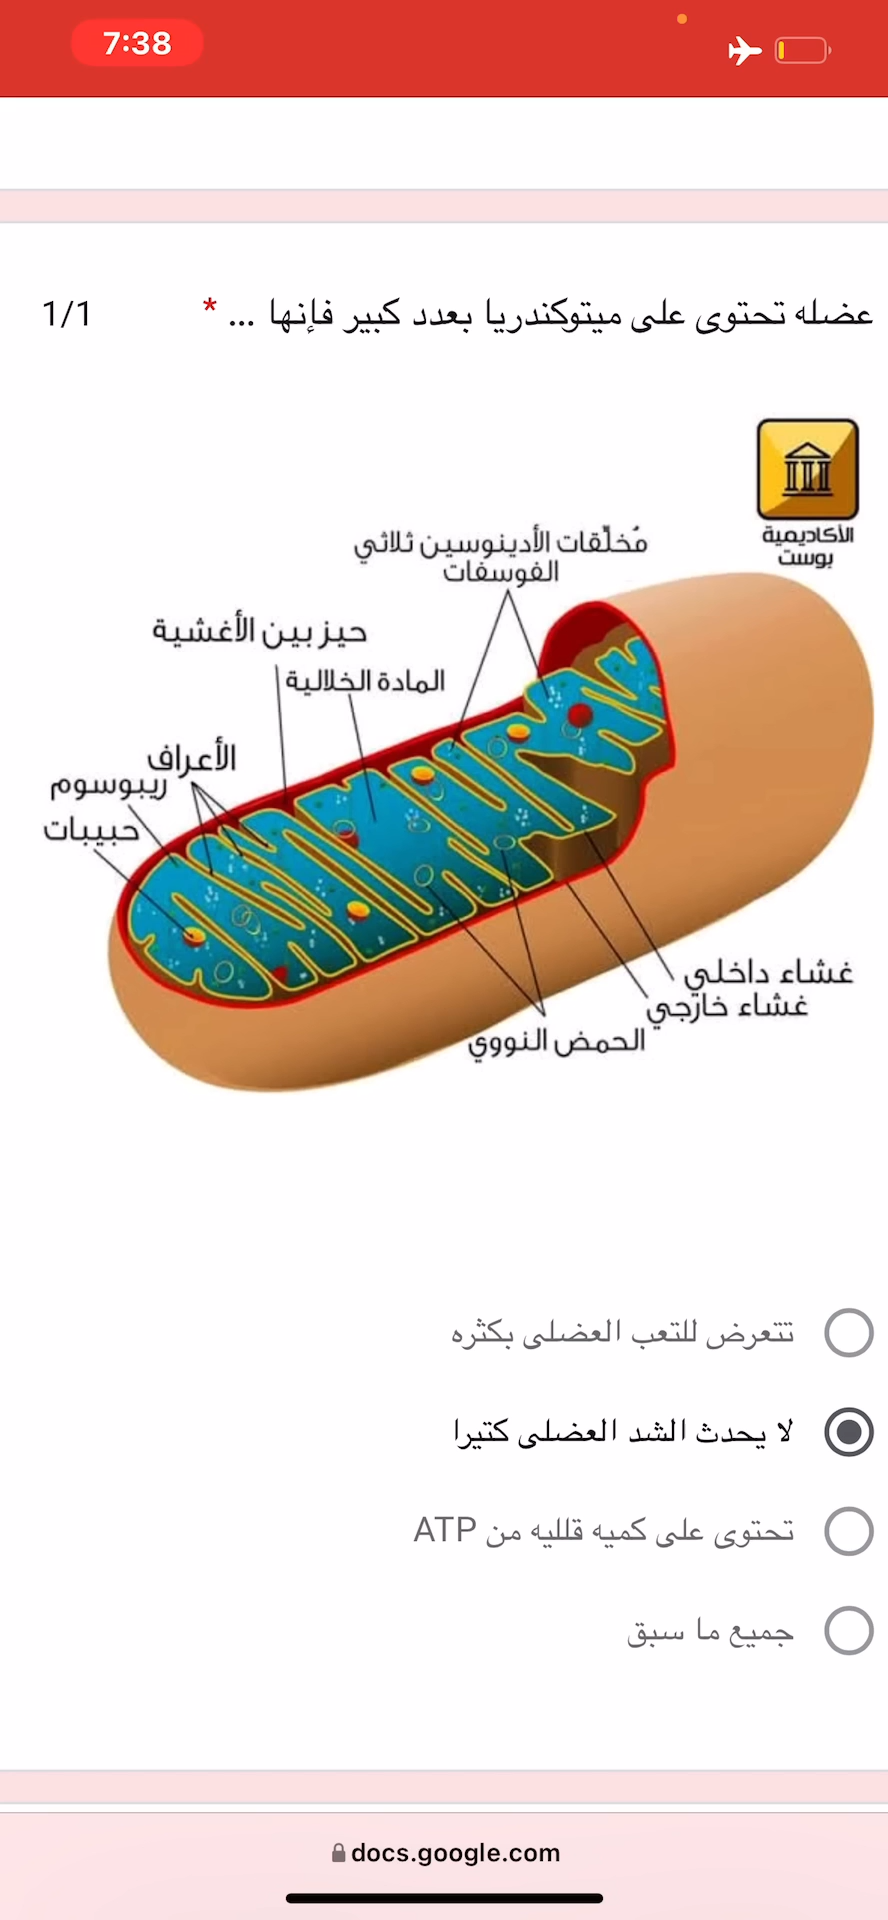 7:38
عضله تحتوى على ميتوكندريا بعدد كبير فإنها ... *
1/1
الأكاديمية
بوست
مُخلّقات الأدينوسين ثلاثي
الفوسفات
حيز بين الأغشية
المادة الخلالية
الأعراف
ريبوسوم
حبيبات
غشاء داخلي
غشاء خارجي
الحمض النووي
تتعرض للتعب العضلى بكثره
لا يحدث الشد العضلى كتيرا
تحتوى على كميه قلليه من ATP
جميع ما سبق
docs.google.com